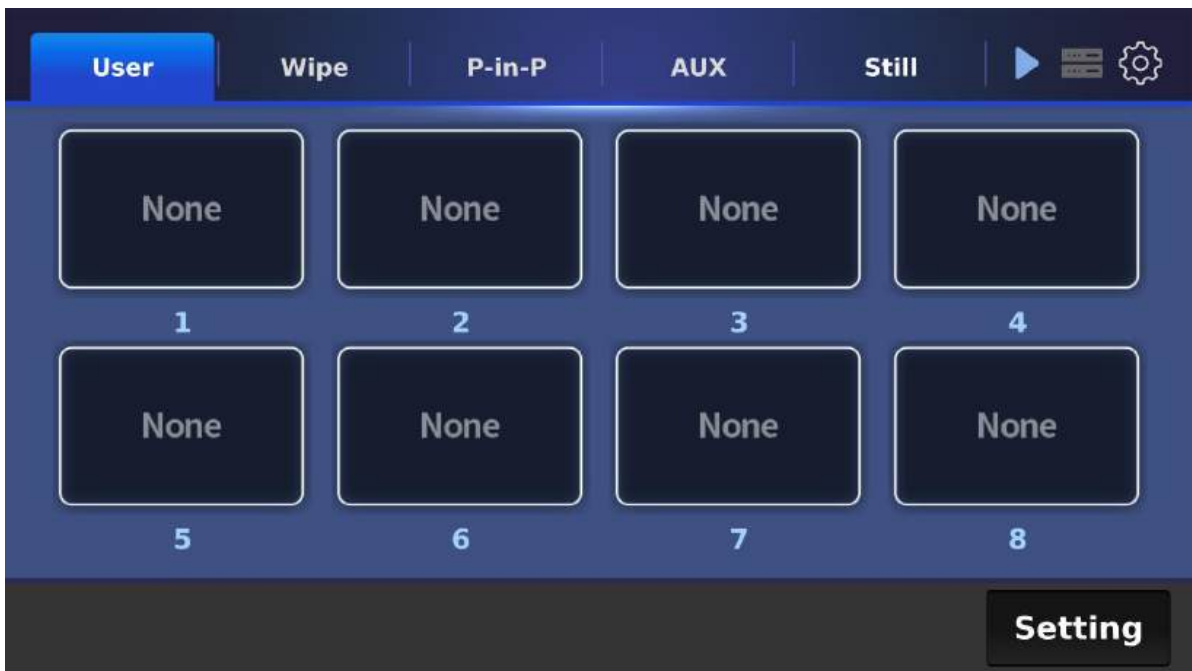 User Wipe P-in-P AUX Still
None None None None
1 2 3 4
None None None None
5 6 7 8
Setting